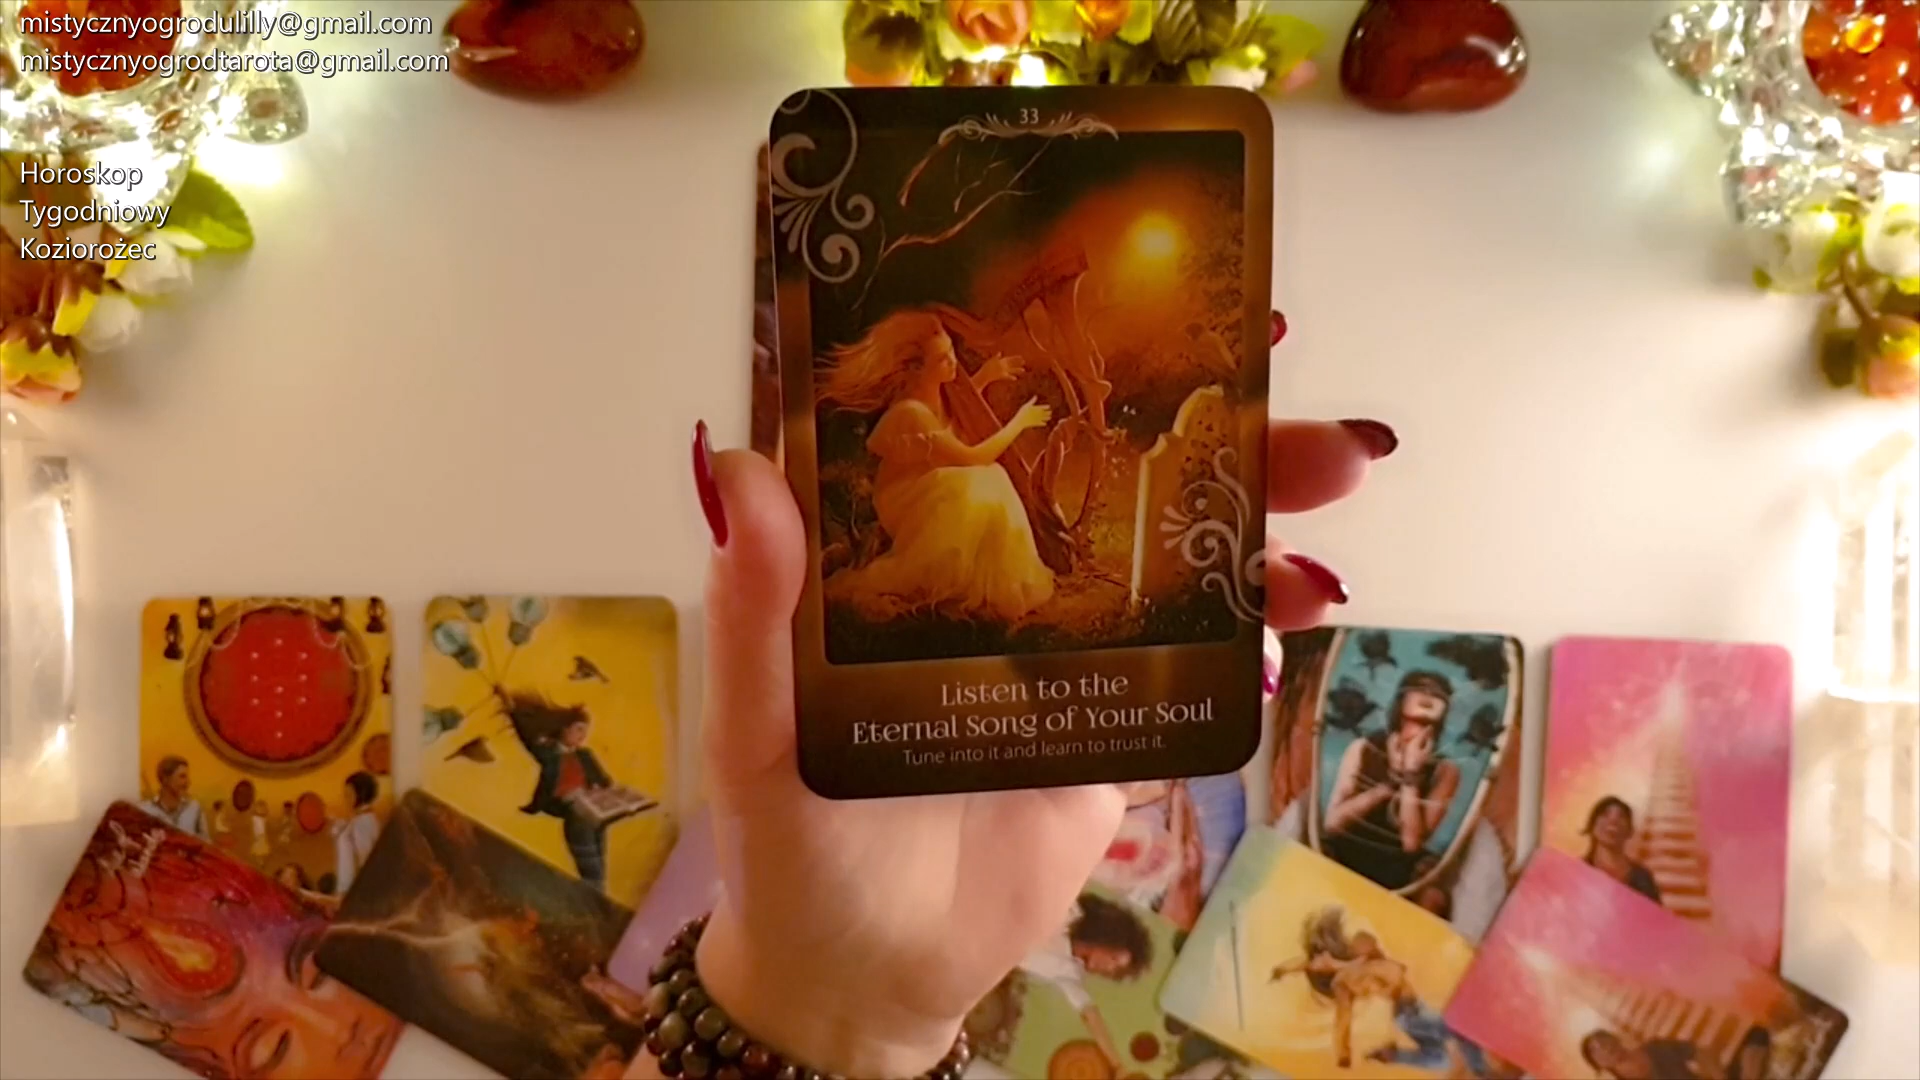 mistycznyogrodulilly@gmail.com
mistycznyogrodtarota@gmail.com
Horoskop
Tygodniowy
Koziorożec
33
Listen to the
Eternal Song of Your Soul
Tune into it and learn to trust it.